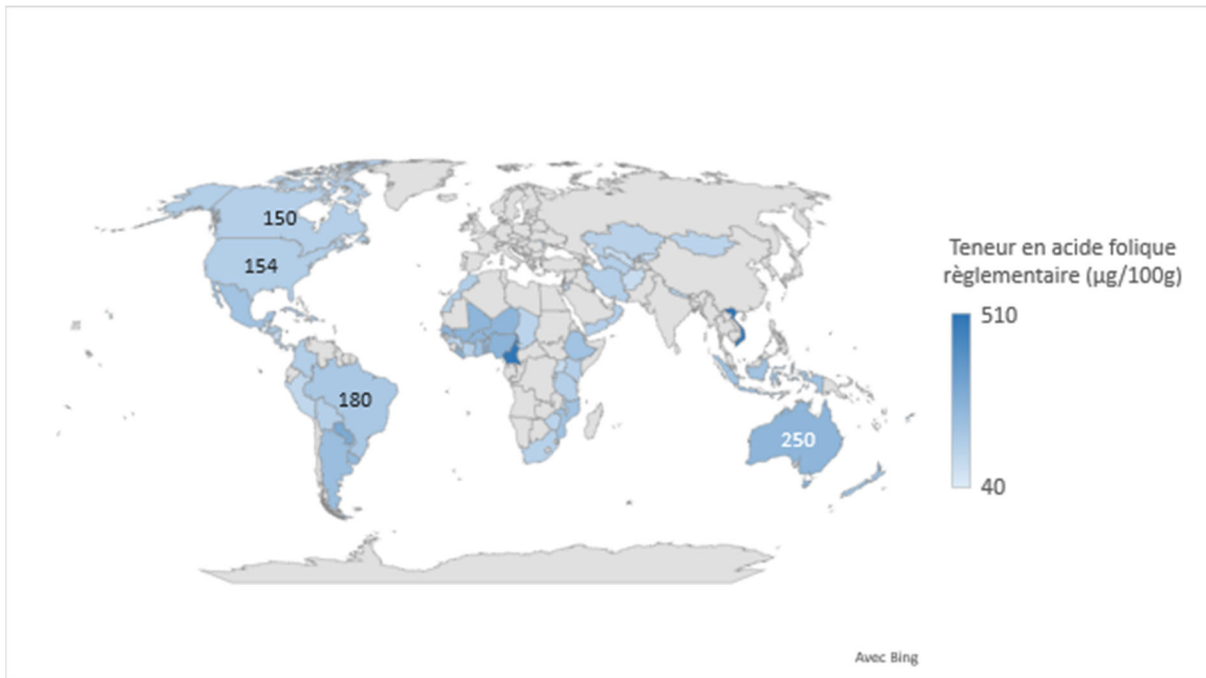 150
154
180
250
Teneur en acide folique
règlementaire (µg/100g)
510
40
Avec Bing